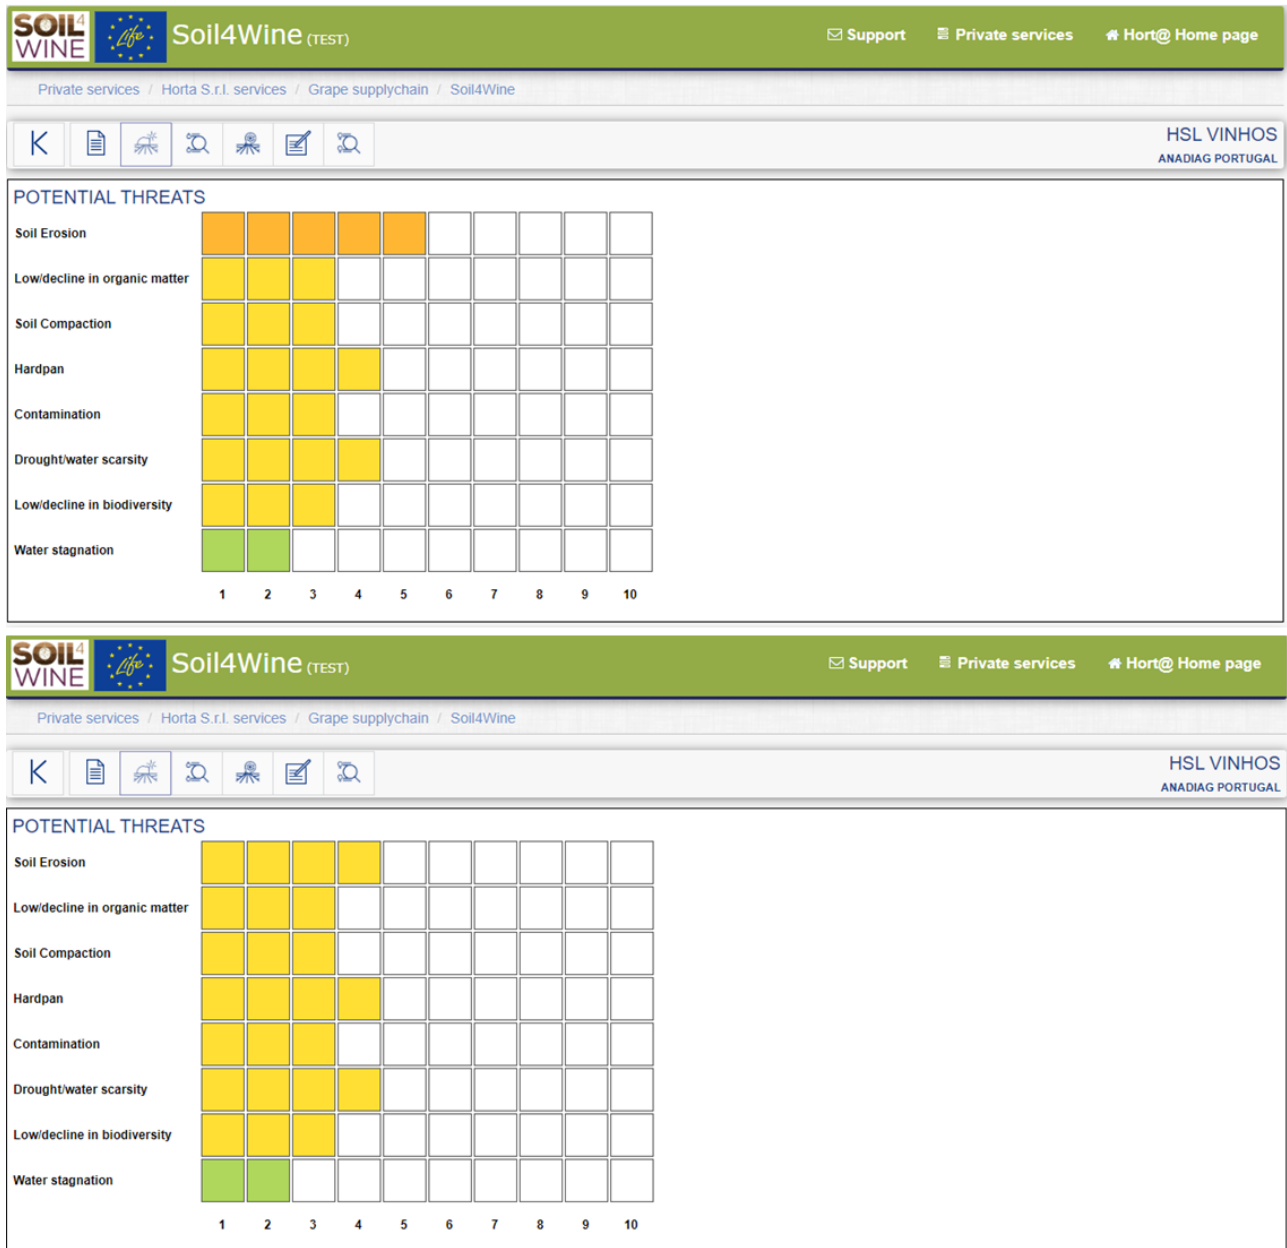 SOIL4
WINE
Life
Soil4Wine (TEST)
Support
Private services
Hort@ Home page
Private services / Horta S.r.l. services / Grape supplychain / Soil4Wine
HSL VINHOS
ANADIAG PORTUGAL
POTENTIAL THREATS
Soil Erosion
Low/decline in organic matter
Soil Compaction
Hardpan
Contamination
Drought/water scarsity
Low/decline in biodiversity
Water stagnation
1 2 3 4 5 6 7 8 9 10
SOIL4
WINE
Life
Soil4Wine (TEST)
Support
Private services
Hort@ Home page
Private services / Horta S.r.l. services / Grape supplychain / Soil4Wine
HSL VINHOS
ANADIAG PORTUGAL
POTENTIAL THREATS
Soil Erosion
Low/decline in organic matter
Soil Compaction
Hardpan
Contamination
Drought/water scarsity
Low/decline in biodiversity
Water stagnation
1 2 3 4 5 6 7 8 9 10